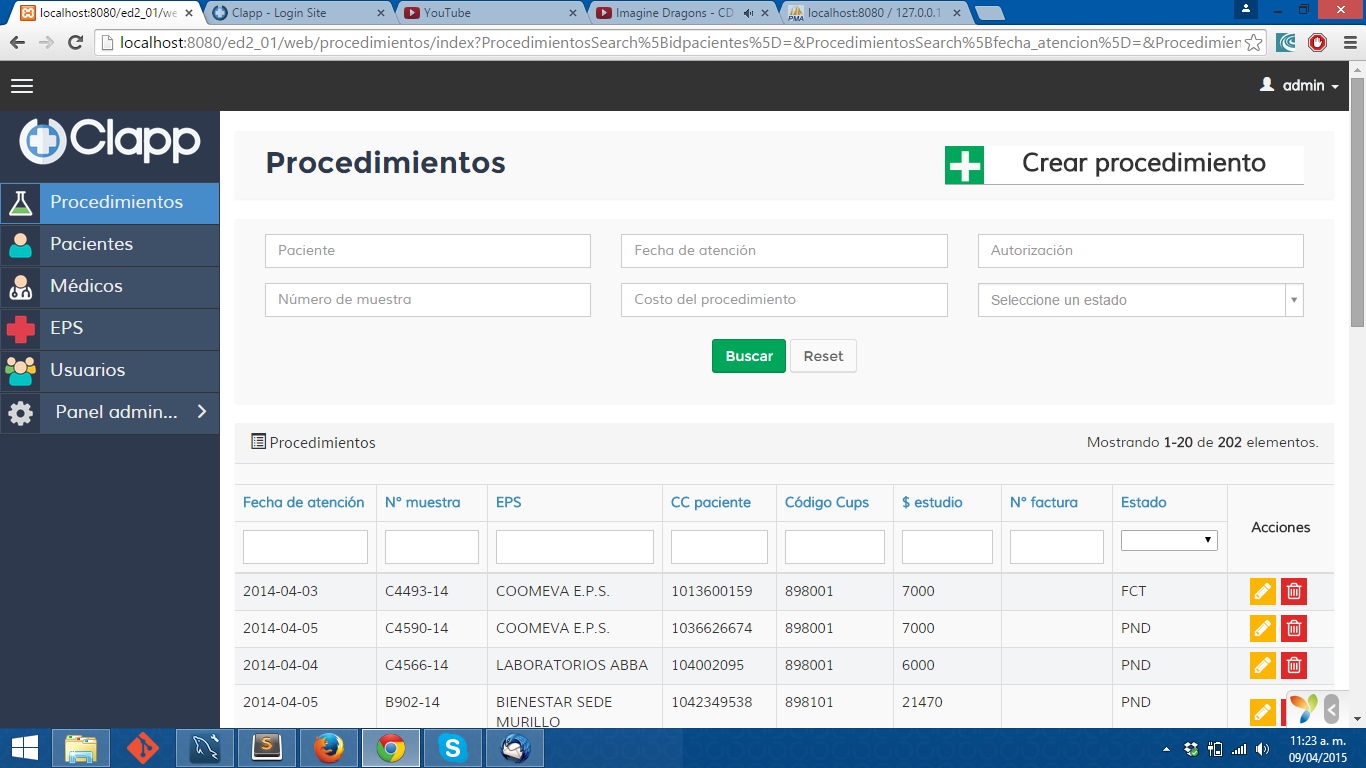 localhost:8080/ed2_01/we
Clapp - Login Site
YouTube
Imagine Dragons - CD
localhost:8080 / 127.0.0.1
localhost:8080/ed2_01/web/procedimientos/index?ProcedimientosSearch%5Bidpacientes%5D=&ProcedimientosSearch%5Bfecha_atencion%5D=&Procedimien
admin
Clapp
Procedimientos
Pacientes
Médicos
EPS
Usuarios
Panel admin...
Procedimientos
Crear procedimiento
Paciente
Fecha de atención
Autorización
Número de muestra
Costo del procedimiento
Seleccione un estado
Buscar
Reset
Procedimientos
Mostrando 1-20 de 202 elementos.
Fecha de atención N° muestra EPS CC paciente Código Cups $ estudio N° factura Estado Acciones
2014-04-03 C4493-14 COOMEVA E.P.S. 1013600159 898001 7000 FCT
2014-04-05 C4590-14 COOMEVA E.P.S. 1036626674 898001 7000 PND
2014-04-04 C4566-14 LABORATORIOS ABBA 104002095 898001 6000 PND
2014-04-05 B902-14 BIENESTAR SEDE 1042349538 898101 21470 PND
MURILLO
11:23 a. m.
09/04/2015